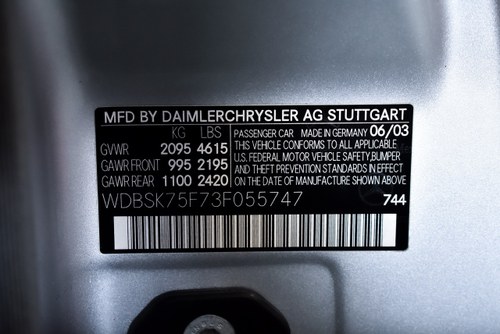 MFD BY DAIMLERCHRYSLER AG STUTTGART
KG LBS
GVWR 2095 4615
GAWR FRONT 995 2195
GAWR REAR 1100 2420
PASSENGER CAR MADE IN GERMANY 06/03
THIS VEHICLE CONFORMS TO ALL APPLICABLE
U.S. FEDERAL MOTOR VEHICLE SAFETY, BUMPER
AND THEFT PREVENTION STANDARDS IN EFFECT
ON THE DATE OF MANUFACTURE SHOWN ABOVE
WDBSK75F73F055747 744